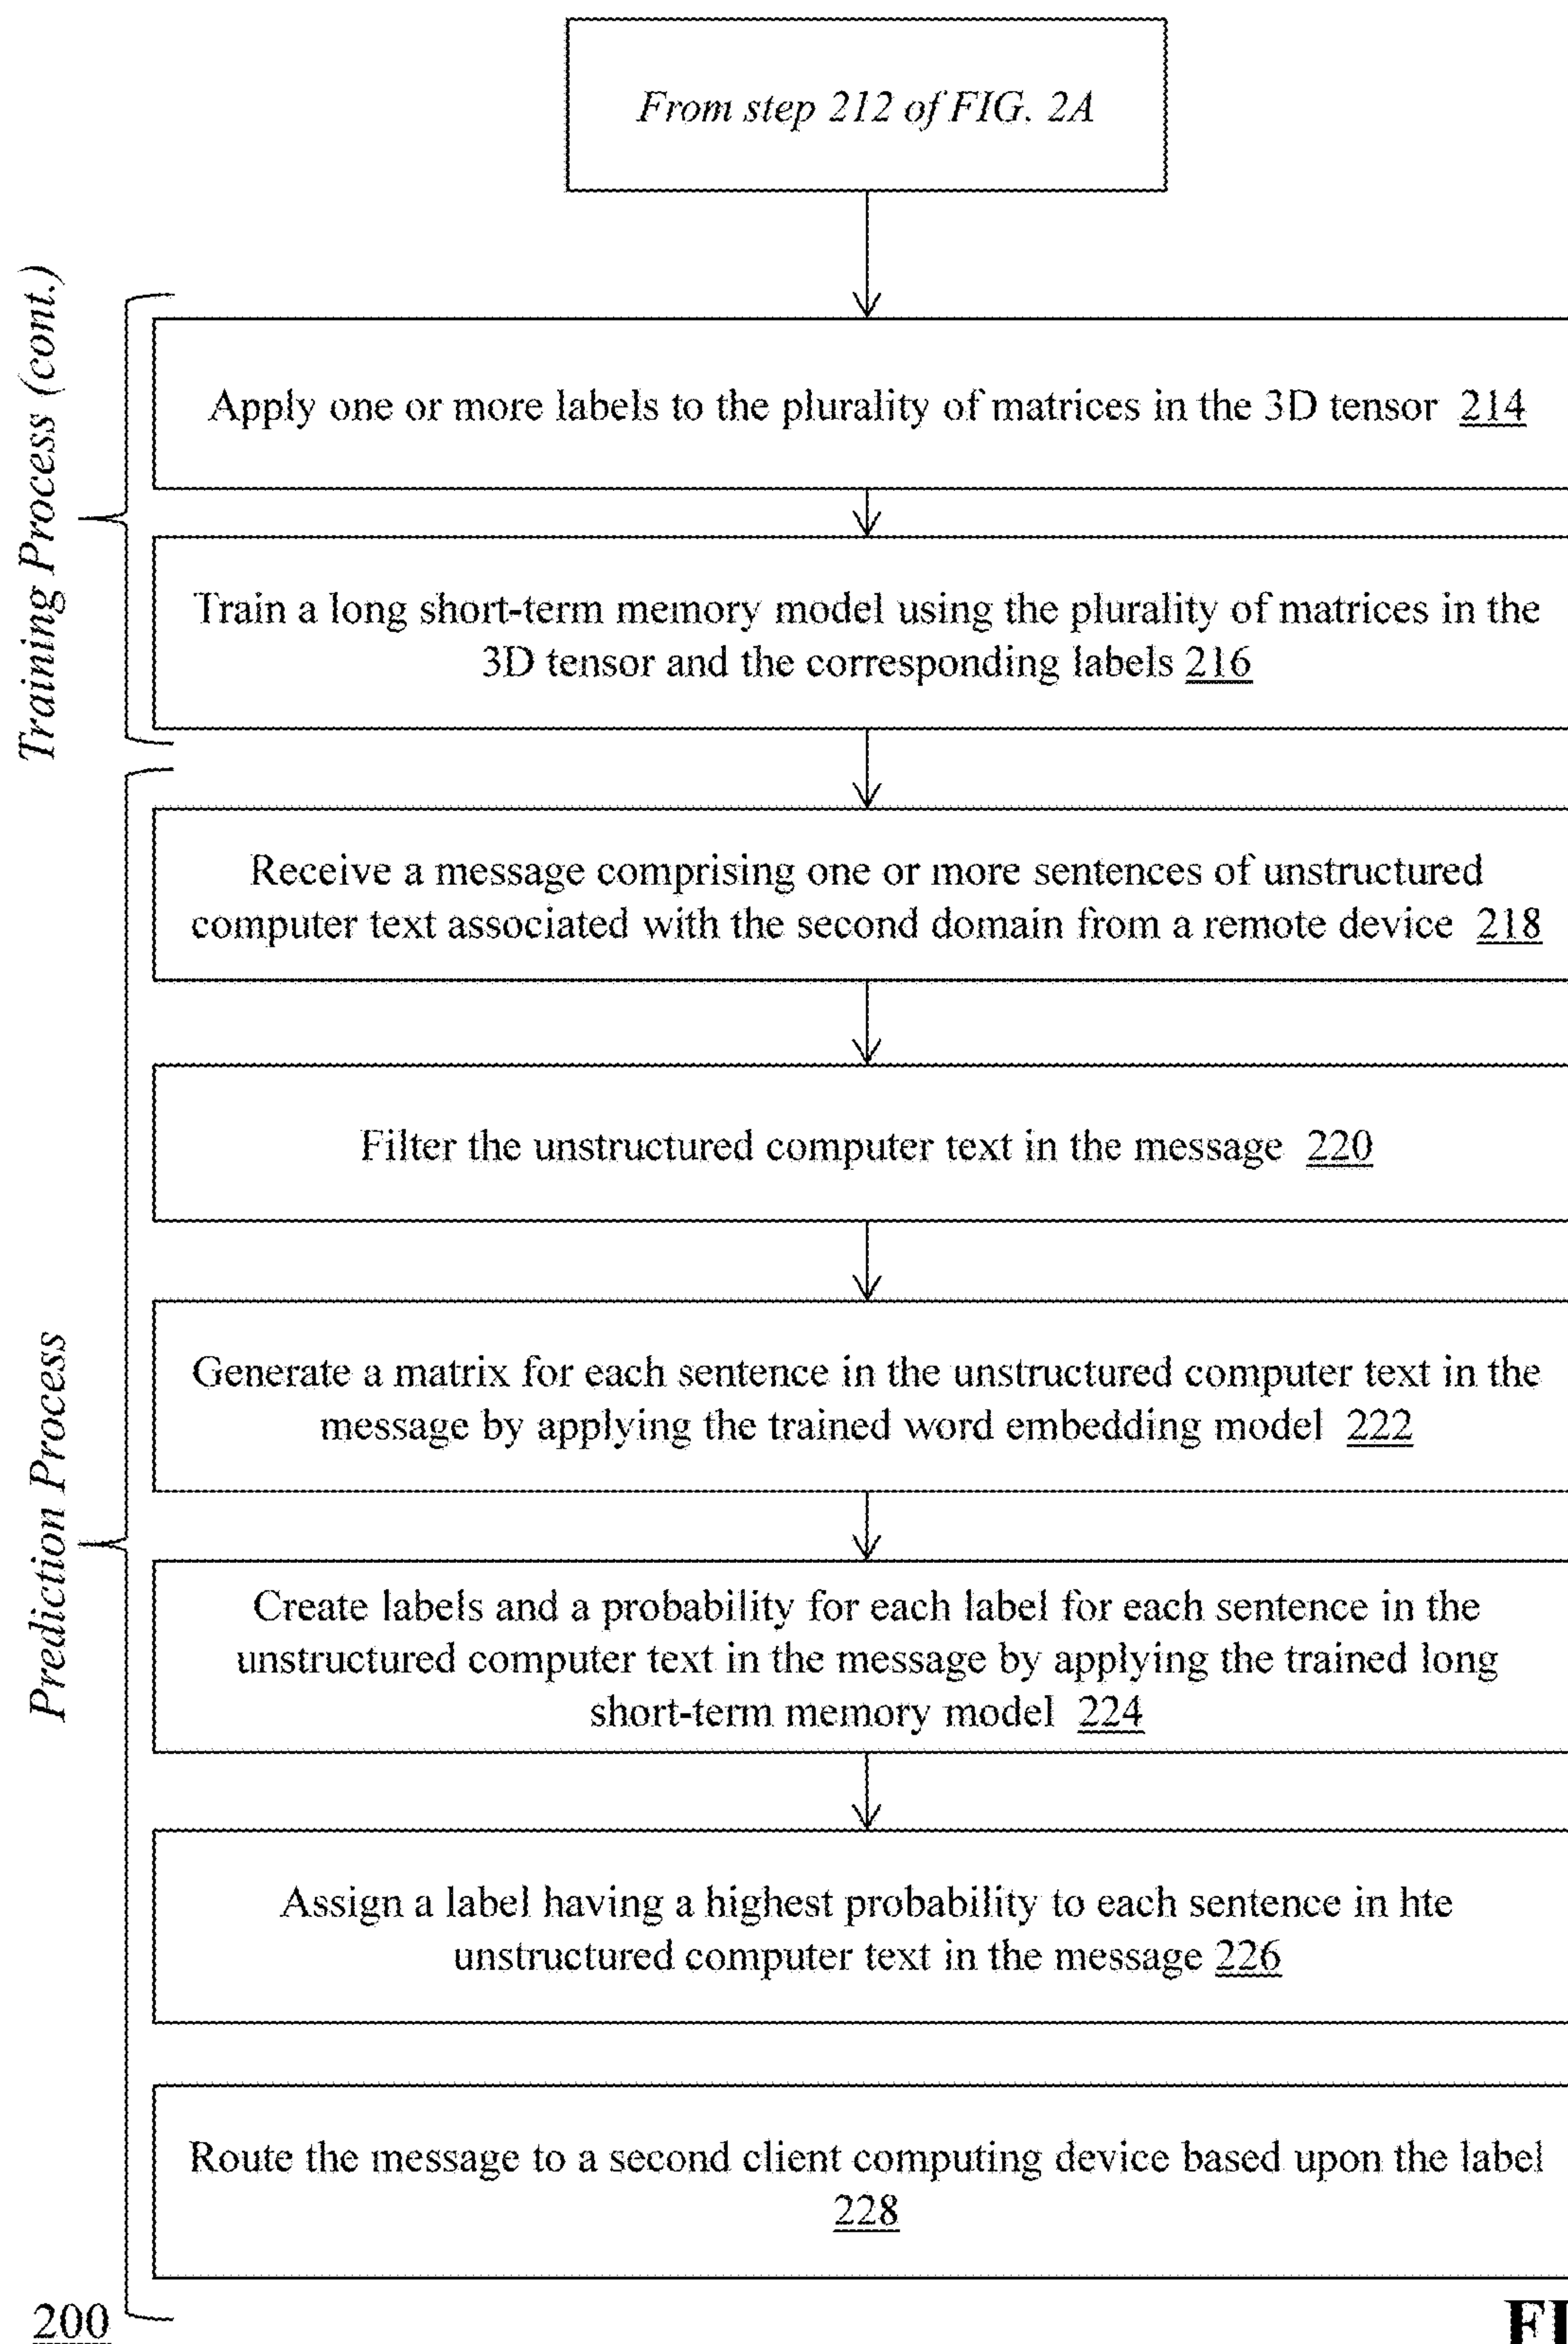 From step 212 of FIG. 2A
Training Process (cont.)
Apply one or more labels to the plurality of matrices in the 3D tensor 214
Train a long short-term memory model using the plurality of matrices in the
3D tensor and the corresponding labels 216
Prediction Process
Receive a message comprising one or more sentences of unstructured
computer text associated with the second domain from a remote device 218
Filter the unstructured computer text in the message 220
Generate a matrix for each sentence in the unstructured computer text in the
message by applying the trained word embedding model 222
Create labels and a probability for each label for each sentence in the
unstructured computer text in the message by applying the trained long
short-term memory model 224
Assign a label having a highest probability to each sentence in hte
unstructured computer text in the message 226
Route the message to a second client computing device based upon the label
228
200